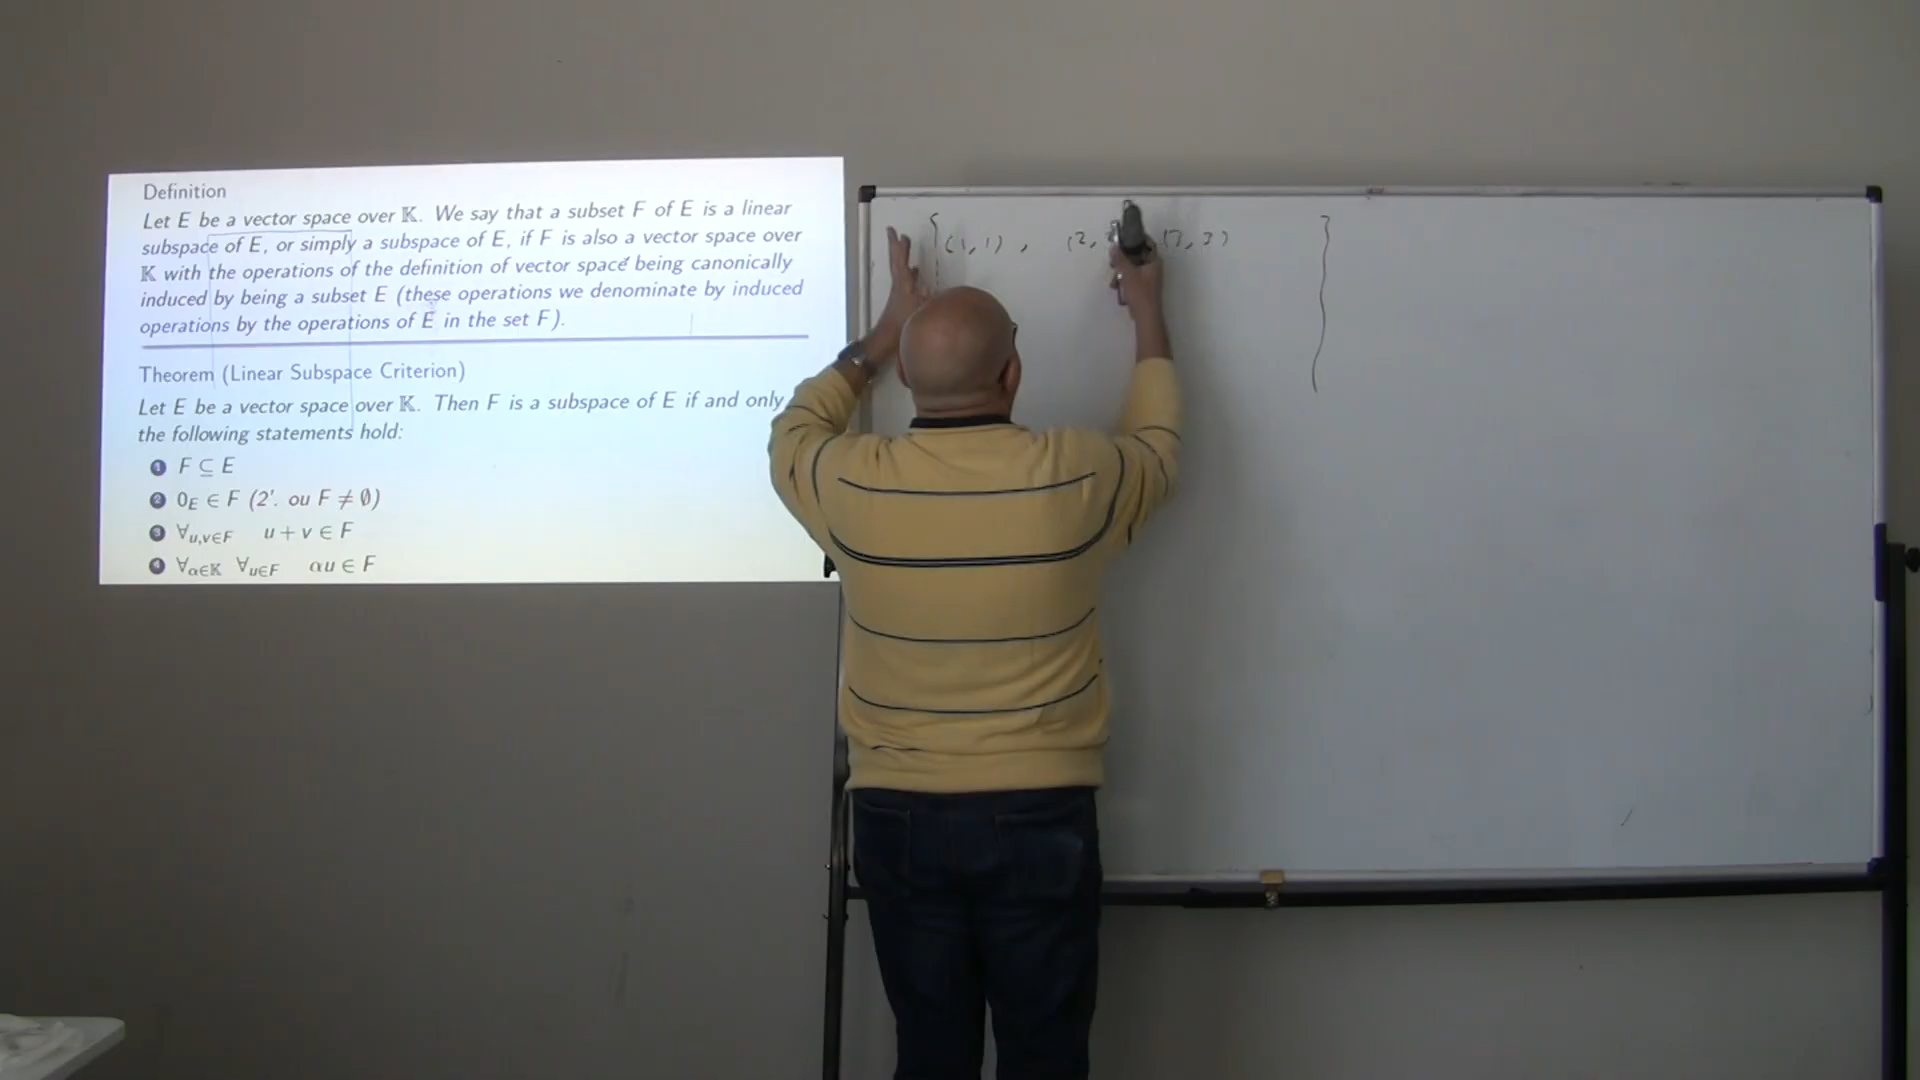 Definition
Let E be a vector space over 𝕂. We say that a subset F of E is a linear
subspace of E, or simply a subspace of E, if F is also a vector space over
𝕂 with the operations of the definition of vector space being canonically
induced by being a subset E (these operations we denominate by induced
operations by the operations of E in the set F).
Theorem (Linear Subspace Criterion)
Let E be a vector space over 𝕂. Then F is a subspace of E if and only
the following statements hold:
1 F ⊆ E
2 0_E ∈ F (2'. ou F ≠ ∅)
3 ∀_{u,v∈F} u + v ∈ F
4 ∀_{α∈𝕂} ∀_{u∈F} αu ∈ F
{ (1,1) , (2, }